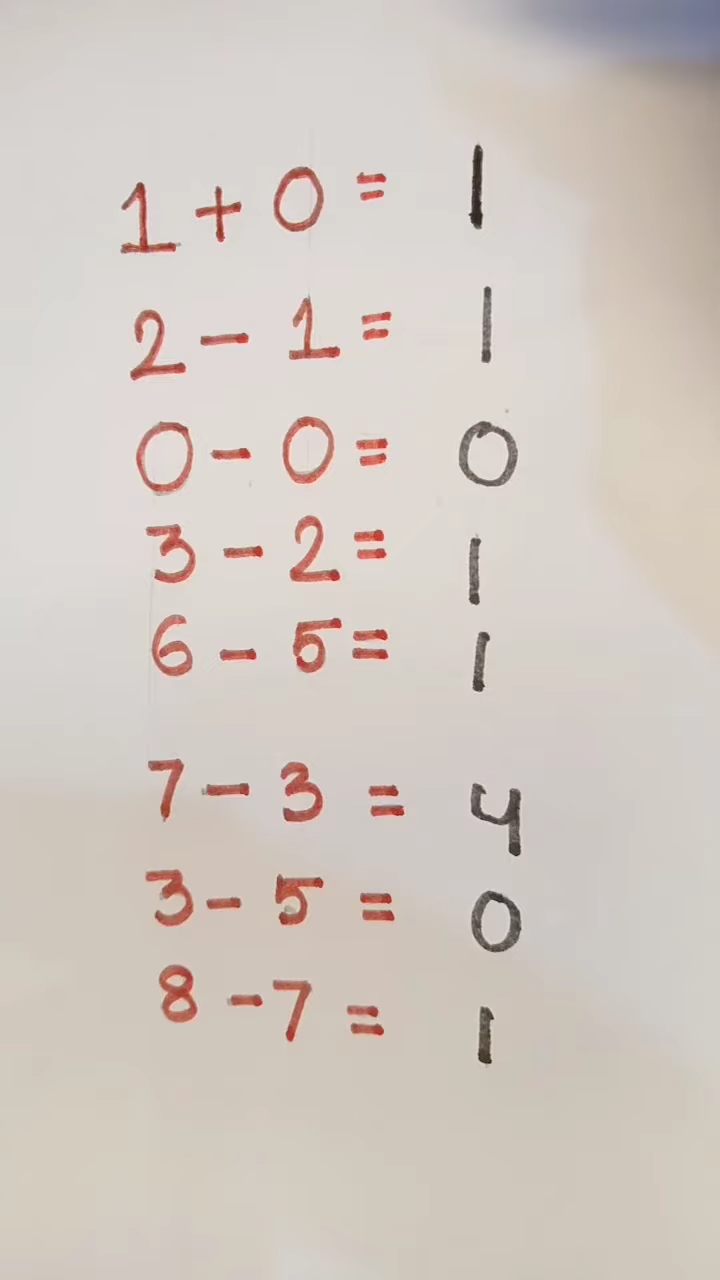 1 + 0 = 1
2 - 1 = 1
0 - 0 = 0
3 - 2 = 1
6 - 5 = 1
7 - 3 = 4
3 - 5 = 0
8 - 7 = 1